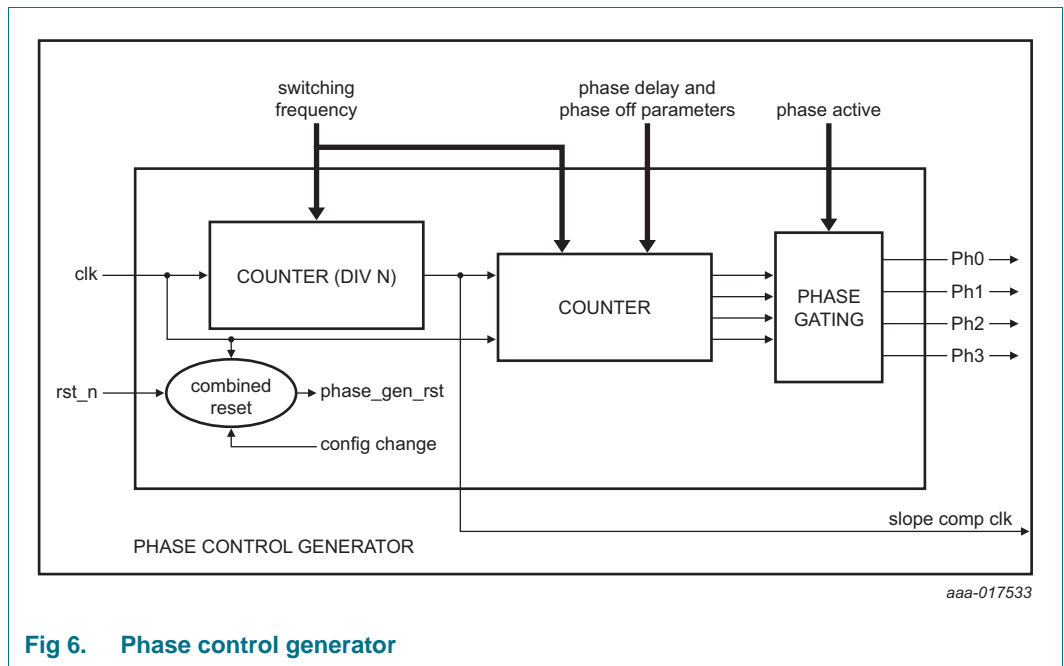 switching
frequency
phase delay and
phase off parameters
phase active
clk
COUNTER (DIV N)
COUNTER
PHASE
GATING
Ph0
Ph1
Ph2
Ph3
rst_n
combined
reset
phase_gen_rst
config change
slope comp clk
PHASE CONTROL GENERATOR
aaa-017533
Fig 6. Phase control generator